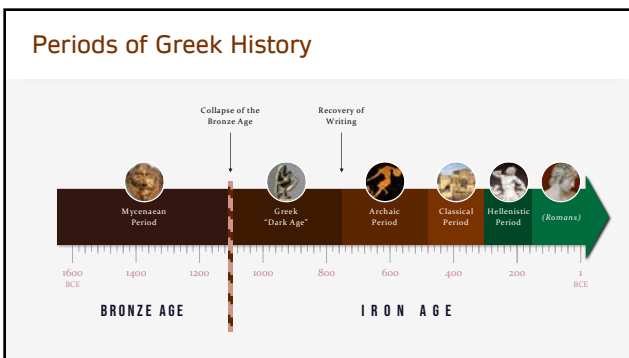 Periods of Greek History
Collapse of the
Bronze Age
Recovery of
Writing
Mycenaean
Period
Greek
“Dark Age”
Archaic
Period
Classical
Period
Hellenistic
Period
(Romans)
1600
BCE
1400
1200
1000
800
600
400
200
1
BCE
BRONZE AGE
IRON AGE